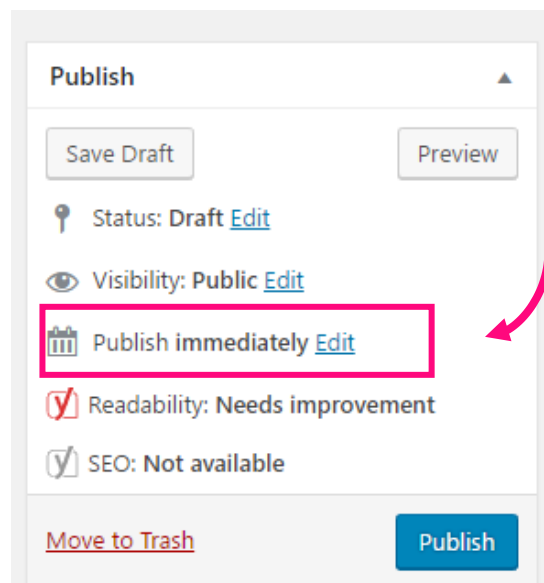 Publish
Save Draft Preview
Status: Draft Edit
Visibility: Public Edit
Publish immediately Edit
Readability: Needs improvement
SEO: Not available
Move to Trash Publish